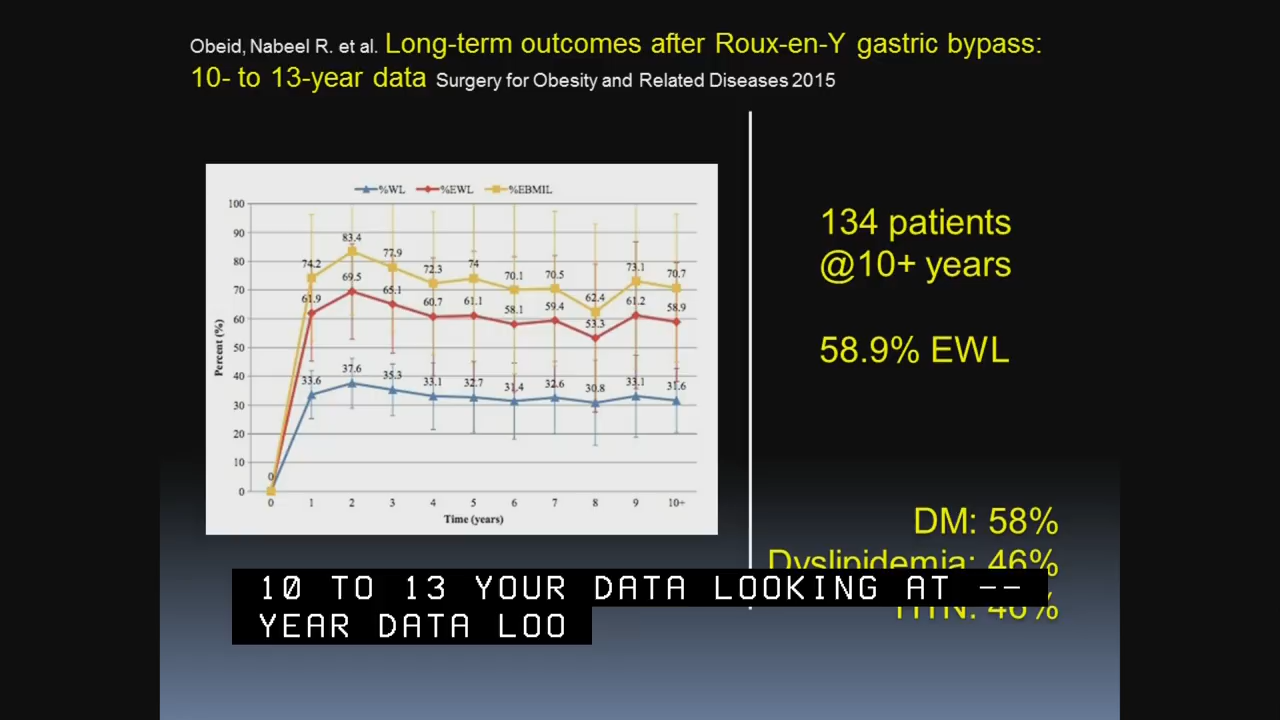 Obeid, Nabeel R. et al. Long-term outcomes after Roux-en-Y gastric bypass:
10- to 13-year data Surgery for Obesity and Related Diseases 2015
%WL %EWL %EBMIL
100
90
80
70
60
50
40
30
20
10
0
Percent (%)
74.2 83.4 77.9 72.3 74 70.1 70.5 62.4 73.1 70.7
61.9 69.5 65.1 60.7 61.1 58.1 59.4 53.3 61.2 58.9
0 33.6 37.6 35.3 33.1 32.7 31.4 32.6 30.8 33.1 31.6
0 1 2 3 4 5 6 7 8 9 10+
Time (years)
134 patients
@10+ years
58.9% EWL
DM: 58%
Dyslipidemia: 46%
HTN: 46%
10 TO 13 YOUR DATA LOOKING AT --
YEAR DATA LOO